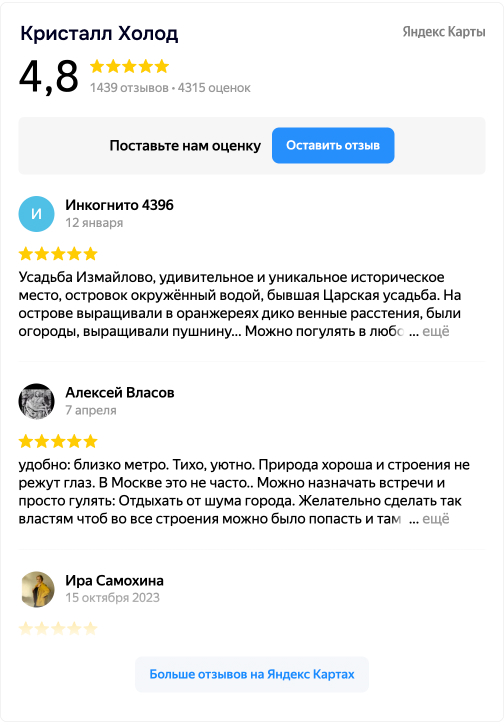 Кристалл Холод
Яндекс Карты
4,8
1439 отзывов • 4315 оценок
Поставьте нам оценку
Оставить отзыв
И
Инкогнито 4396
12 января
Усадьба Измайлово, удивительное и уникальное историческое
место, островок окружённый водой, бывшая Царская усадьба. На
острове выращивали в оранжереях дико венные расстения, были
огороды, выращивали пушнину... Можно погулять в любо ... ещё
Алексей Власов
7 апреля
удобно: близко метро. Тихо, уютно. Природа хороша и строения не
режут глаз. В Москве это не часто.. Можно назначать встречи и
просто гулять: Отдыхать от шума города. Желательно сделать так
властям чтоб во все строения можно было попасть и там ... ещё
Ира Самохина
15 октября 2023
Больше отзывов на Яндекс Картах